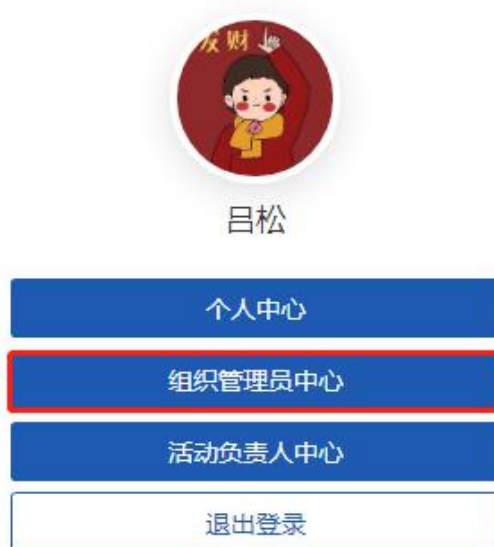 发财
吕松
个人中心
组织管理员中心
活动负责人中心
退出登录